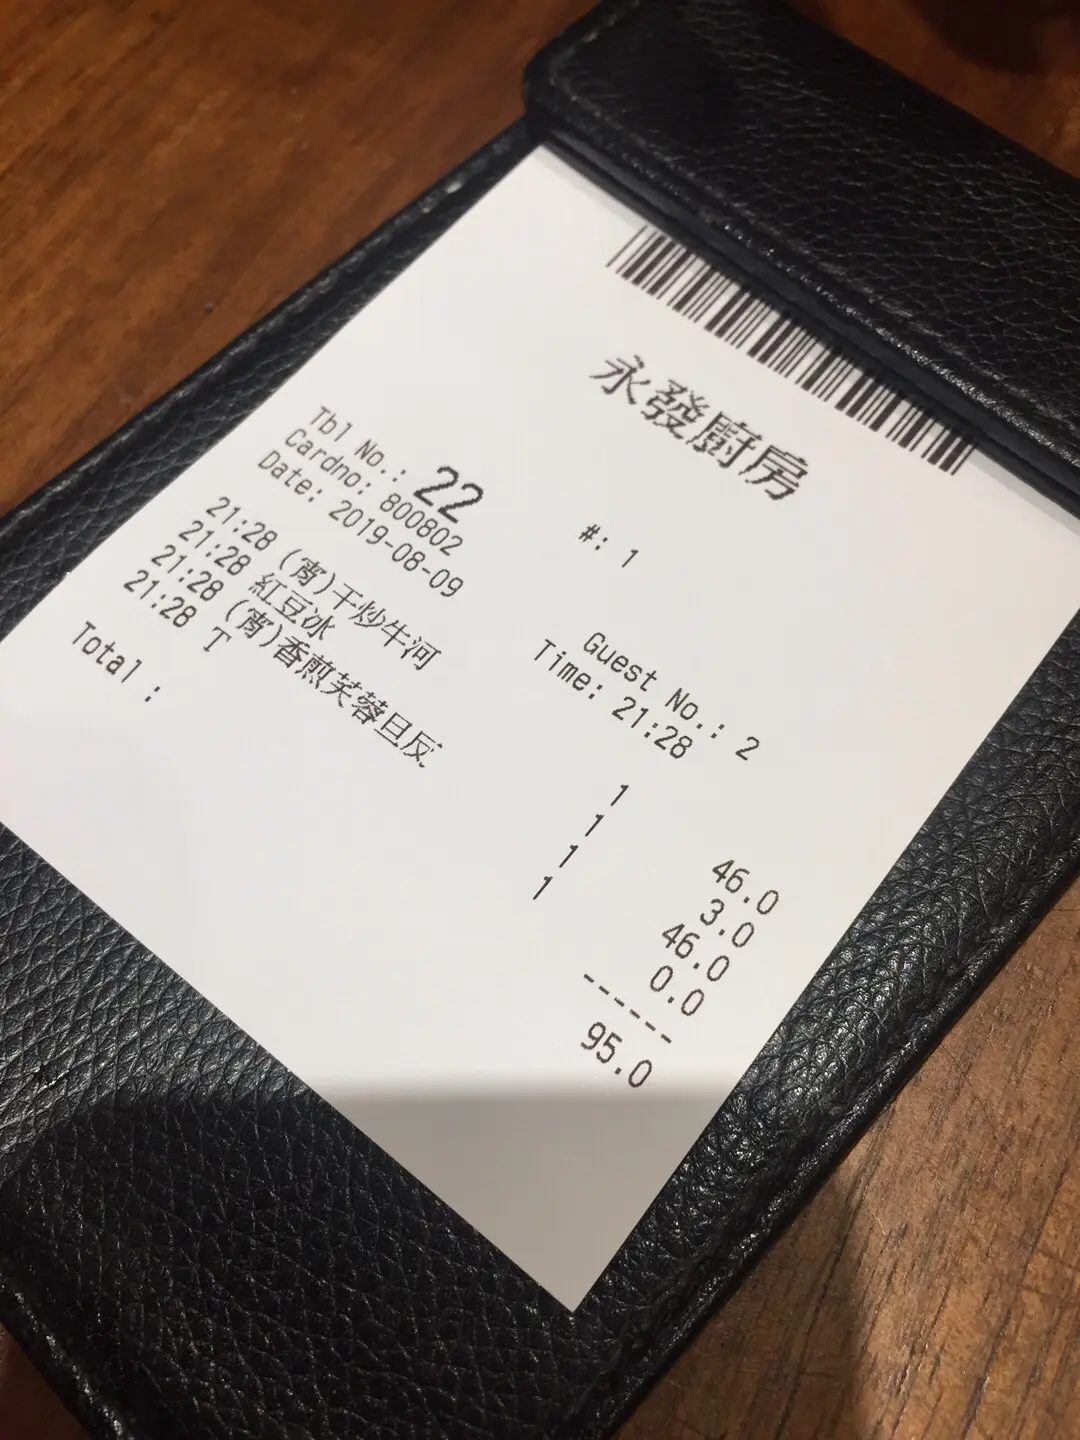 永發廚房
Tbl No.: 22 #: 1
Cardno: 800802 Guest No.: 2
Date: 2019-08-09 Time: 21:28
21:28 (宵)干炒牛河 1 46.0
21:28 紅豆冰 1 3.0
21:28 (宵)香煎芙蓉旦反 1 46.0
21:28 T 1 0.0
------
Total : 95.0